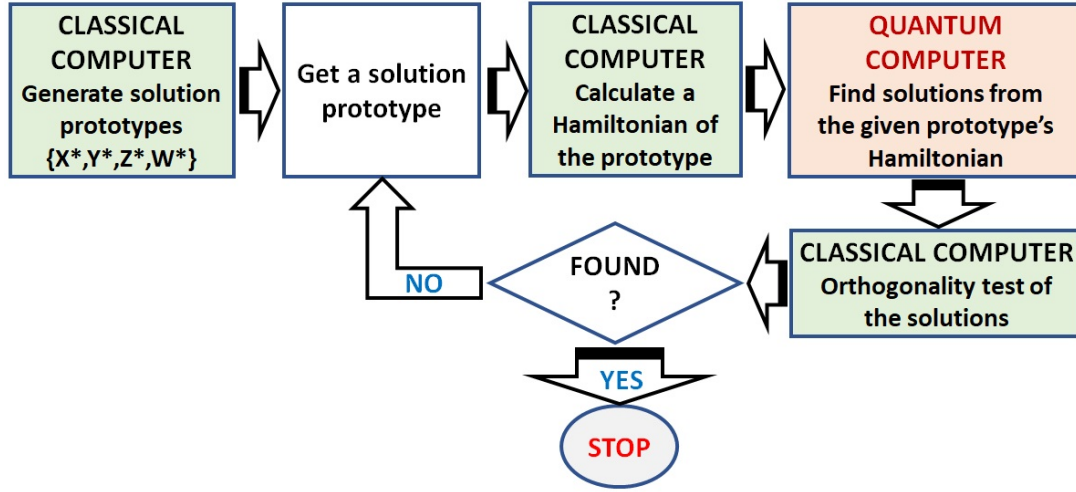 CLASSICAL
COMPUTER
Generate solution
prototypes
{X*,Y*,Z*,W*}
Get a solution
prototype
CLASSICAL
COMPUTER
Calculate a
Hamiltonian of
the prototype
QUANTUM
COMPUTER
Find solutions from
the given prototype's
Hamiltonian
CLASSICAL COMPUTER
Orthogonality test of
the solutions
FOUND
?
NO
YES
STOP